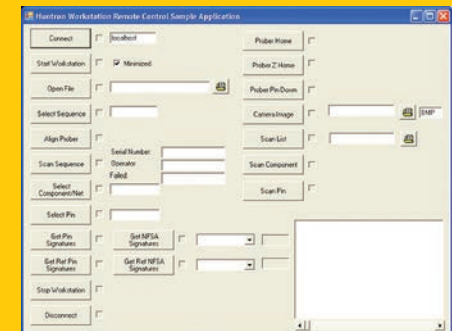 Huntron Workstation Remote Control Sample Application
Connect
localhost
Start Workstation
Minimized
Open File
Select Sequence
Align Prober
Scan Sequence
Serial Number:
Operator
Failed:
Select Component/Net
Select Pin
Get Pin Signatures
Get NFSA Signatures
Get Ref Pin Signatures
Get Ref NFSA Signatures
Stop Workstation
Disconnect
Prober Home
Prober Z Home
Prober Pin Down
Camera Image
BMP
Scan List
Scan Component
Scan Pin